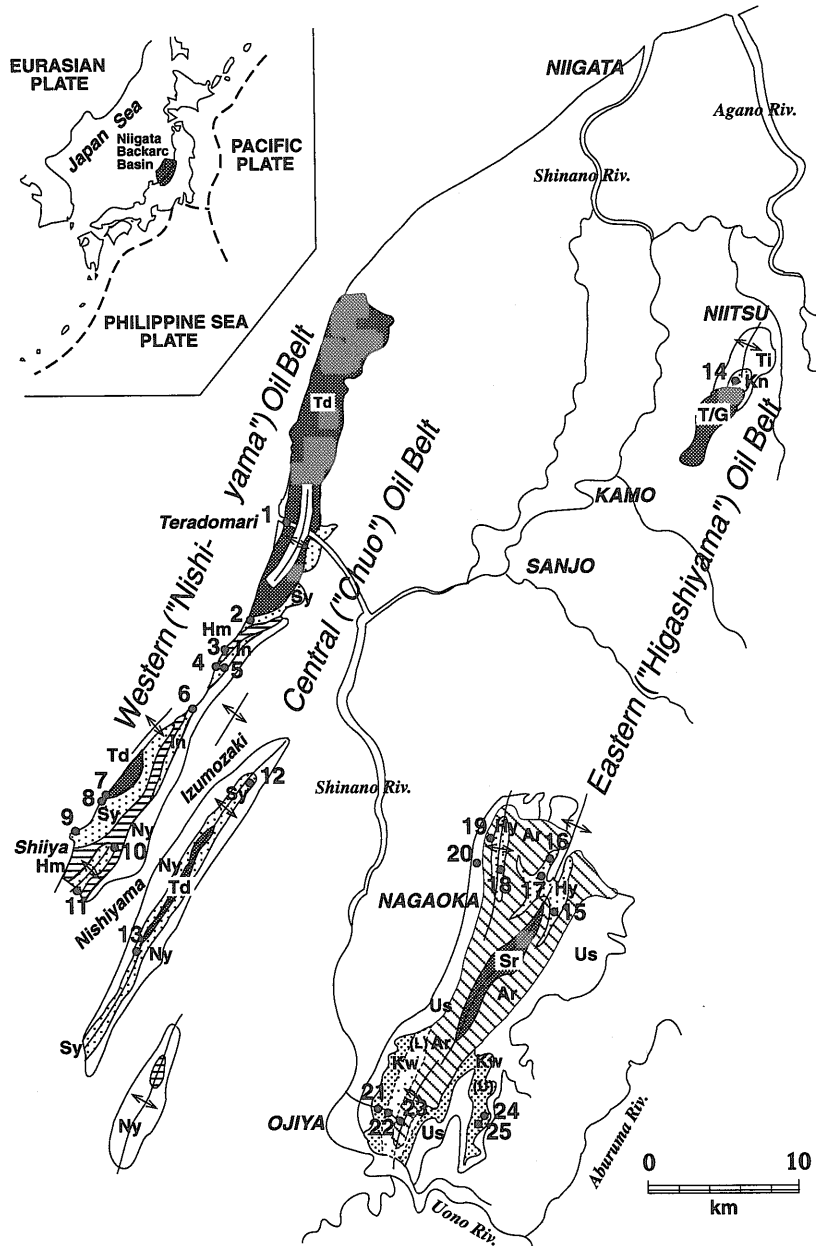 EURASIAN
PLATE
Japan Sea
Niigata
Backarc
Basin
PACIFIC
PLATE
PHILIPPINE SEA
PLATE
NIIGATA
Agano Riv.
Shinano Riv.
NIITSU
Ti
14
Kn
T/G
Western ("Nishi-
yama") Oil Belt
Td
Central ("Chuo") Oil Belt
Eastern ("Higashiyama") Oil Belt
KAMO
SANJO
Teradomari
1
Sy
2
Hm
3
In
4
5
6
In
Td
7
8
Sy
9
Ny
Shiiya
Hm
10
11
Izumozaki
Nishiyama
12
Sy
Ny
Td
13
Ny
Sy
Ny
Shinano Riv.
19
Hy
Ar
16
20
18
17
Hy
15
NAGAOKA
Sr
Us
Us
Ar
(L)
Ar
Kw
Kw
(U)
21
22
23
24
25
Us
OJIYA
Aburuma Riv.
Uono Riv.
0 10
km